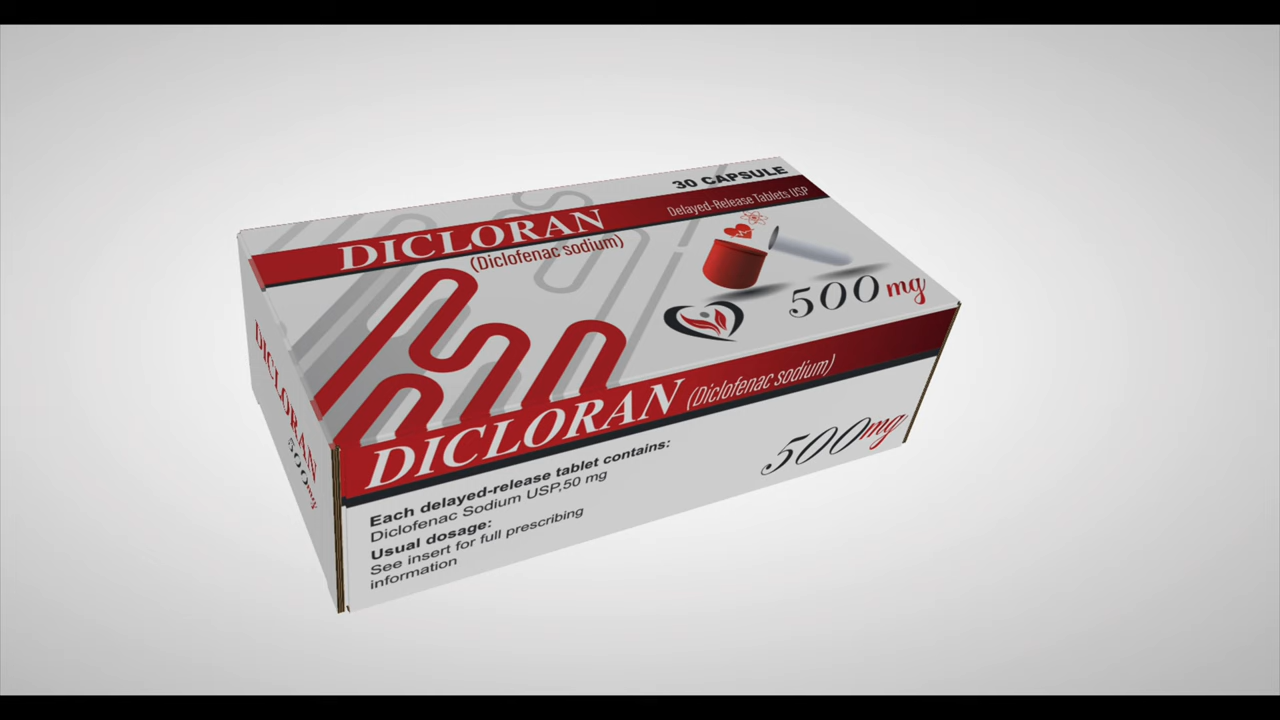 30 CAPSULE
DICLORAN
Delayed-Release Tablets USP
(Diclofenac sodium)
500 mg
DICLORAN (Diclofenac sodium)
Each delayed-release tablet contains:
Diclofenac Sodium USP,50 mg
Usual dosage:
See insert for full prescribing
information
500mg
DICLORAN
500mg